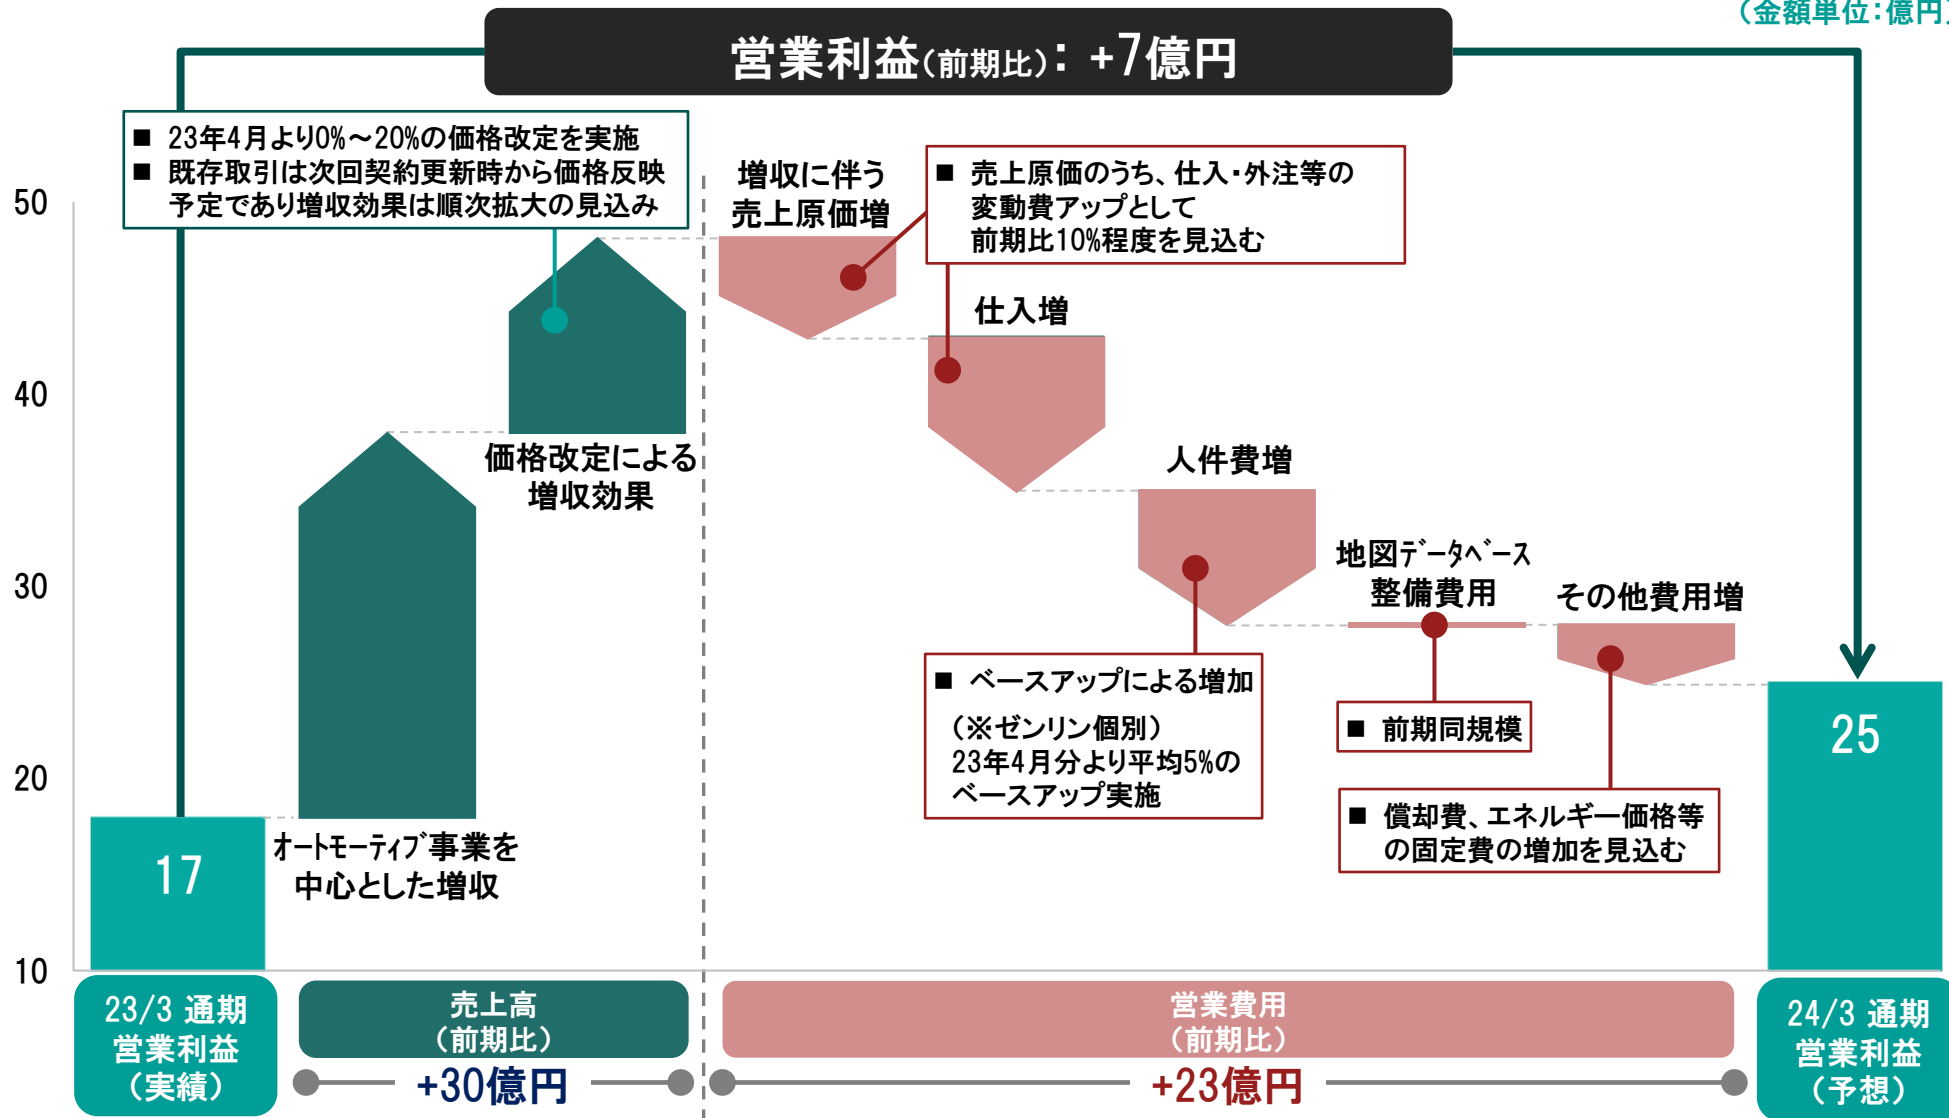 （金額単位：億円）
営業利益（前期比）：+7億円
■ 23年4月より0%～20%の価格改定を実施
■ 既存取引は次回契約更新時から価格反映
予定であり増収効果は順次拡大の見込み
増収に伴う
売上原価増
■ 売上原価のうち、仕入・外注等の
変動費アップとして
前期比10%程度を見込む
50
40
30
20
10
仕入増
価格改定による
増収効果
人件費増
地図ﾃﾞｰﾀﾍﾞｰｽ
整備費用
その他費用増
■ ベースアップによる増加
（※ゼンリン個別）
23年4月分より平均5%の
ベースアップ実施
■ 前期同規模
■ 償却費、エネルギー価格等
の固定費の増加を見込む
17
ｵｰﾄﾓｰﾃｨﾌﾞ事業を
中心とした増収
25
23/3 通期
営業利益
（実績）
売上高
（前期比）
+30億円
営業費用
（前期比）
+23億円
24/3 通期
営業利益
（予想）